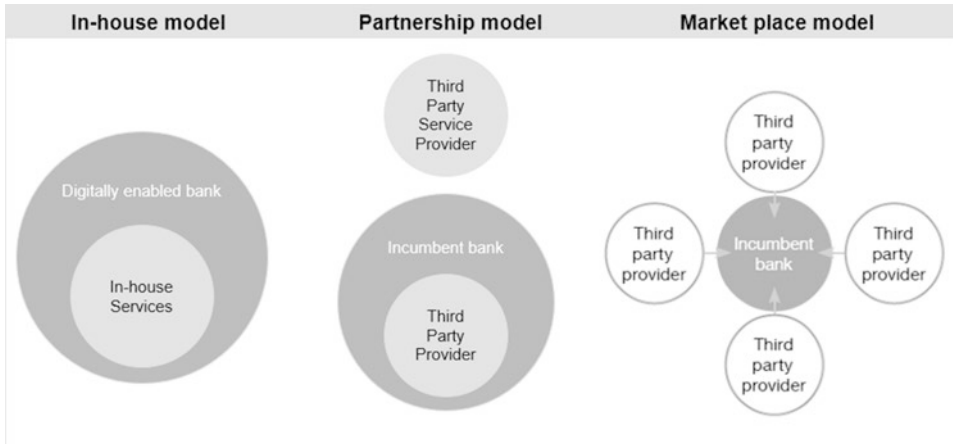 In-house model
Partnership model
Market place model
Digitally enabled bank
In-house
Services
Third
Party
Service
Provider
Incumbent bank
Third
Party
Provider
Third
party
provider
Third
party
provider
Incumbent
bank
Third
party
provider
Third
party
provider